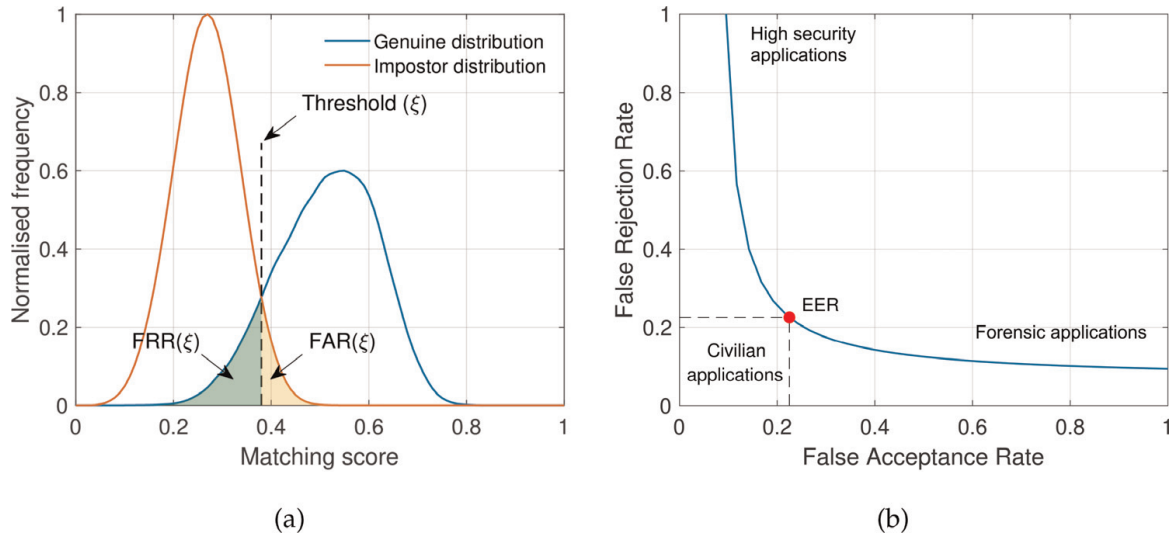 Genuine distribution
Impostor distribution
Threshold (ξ)
FRR(ξ)
FAR(ξ)
1
0.8
0.6
0.4
0.2
0
Normalised frequency
0
0.2
0.4
0.6
0.8
1
Matching score
(a)
High security
applications
EER
Civilian
applications
Forensic applications
1
0.8
0.6
0.4
0.2
0
False Rejection Rate
0
0.2
0.4
0.6
0.8
1
False Acceptance Rate
(b)